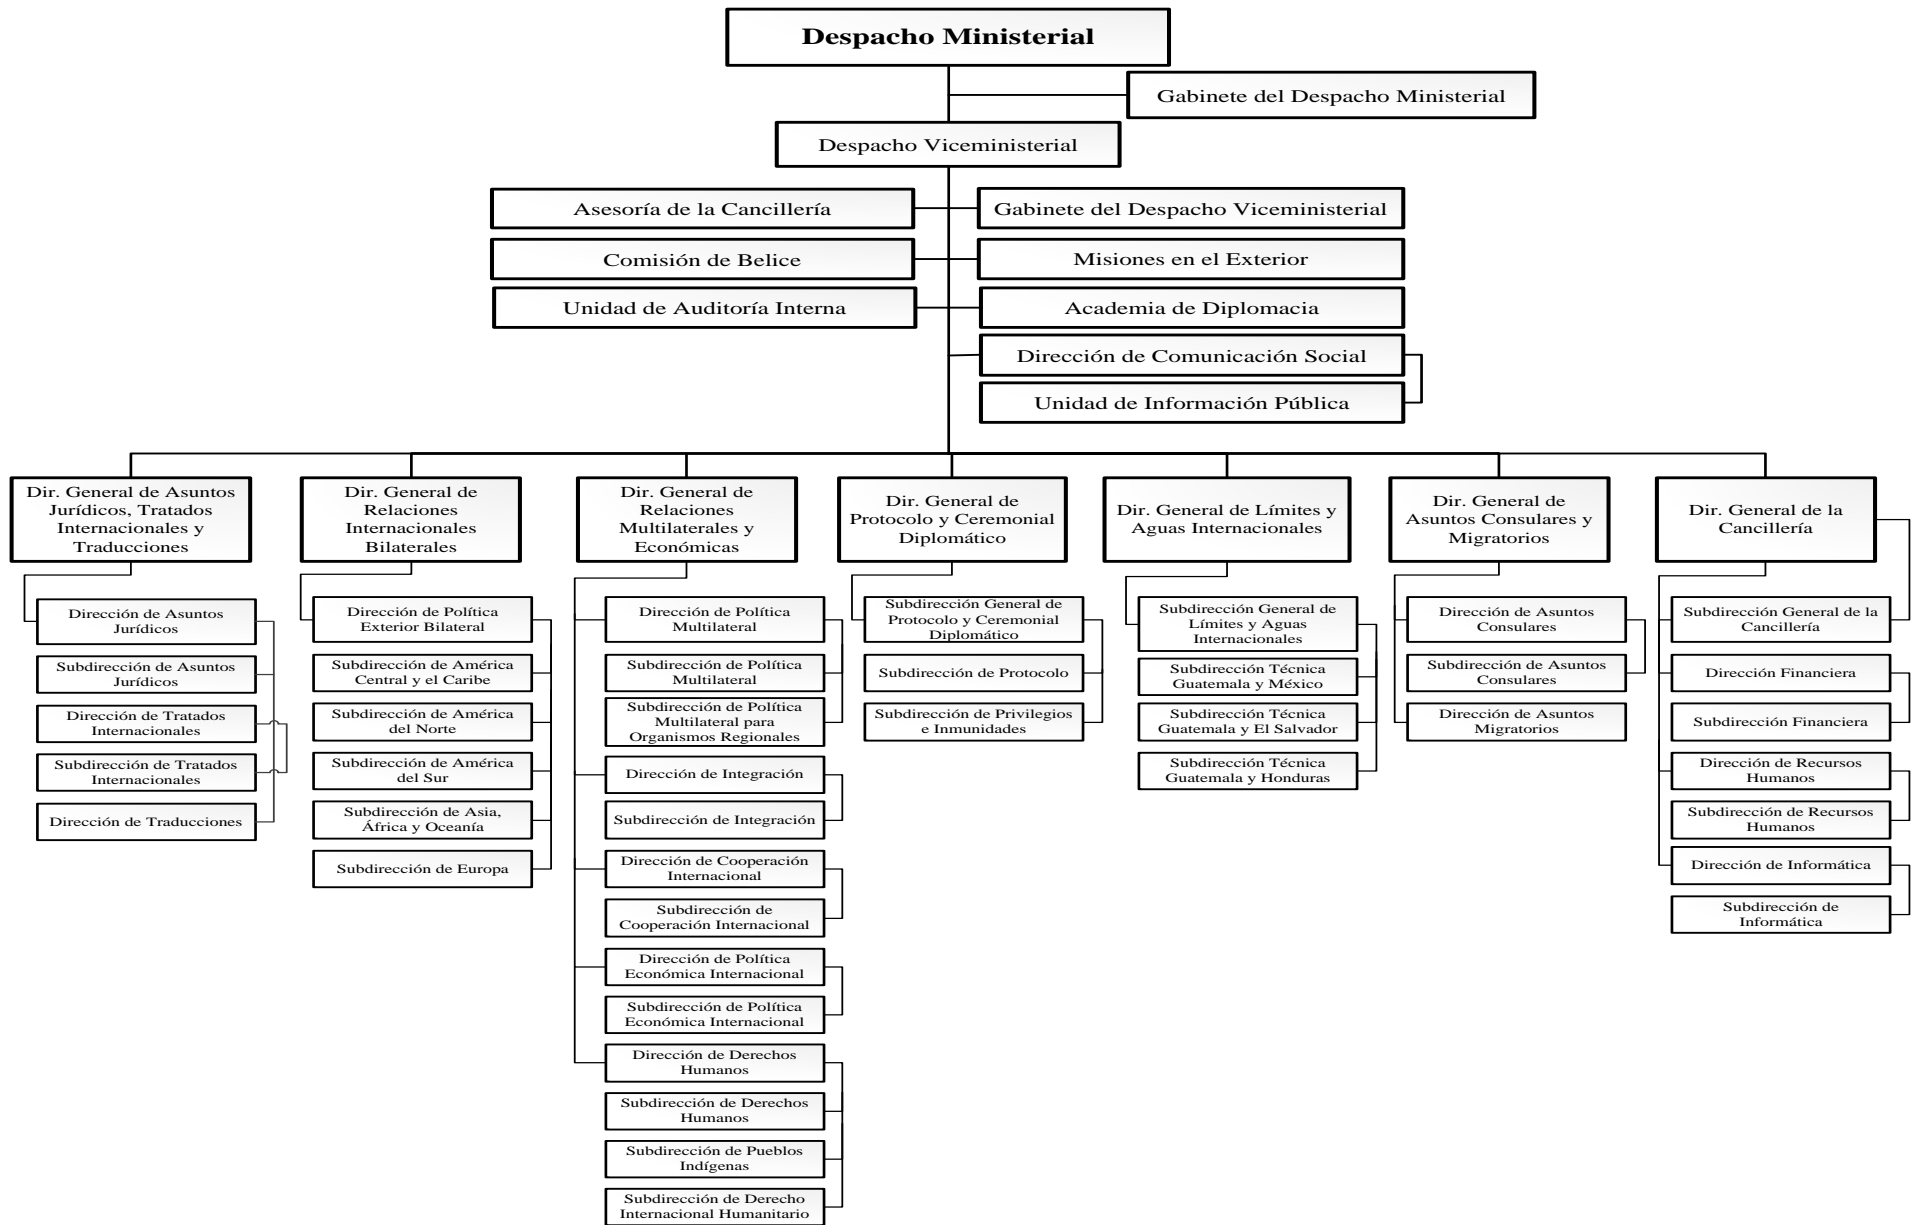 Despacho Ministerial
Gabinete del Despacho Ministerial
Despacho Viceministerial
Asesoría de la Cancillería
Gabinete del Despacho Viceministerial
Comisión de Belice
Misiones en el Exterior
Unidad de Auditoría Interna
Academia de Diplomacia
Dirección de Comunicación Social
Unidad de Información Pública
Dir. General de Asuntos
Jurídicos, Tratados
Internacionales y
Traducciones
Dirección de Asuntos
Jurídicos
Subdirección de Asuntos
Jurídicos
Dirección de Tratados
Internacionales
Subdirección de Tratados
Internacionales
Dirección de Traducciones
Dir. General de
Relaciones
Internacionales
Bilaterales
Dirección de Política
Exterior Bilateral
Subdirección de América
Central y el Caribe
Subdirección de América
del Norte
Subdirección de América
del Sur
Subdirección de Asia,
África y Oceanía
Subdirección de Europa
Dir. General de
Relaciones
Multilaterales y
Económicas
Dirección de Política
Multilateral
Subdirección de Política
Multilateral
Subdirección de Política
Multilateral para
Organismos Regionales
Dirección de Integración
Subdirección de Integración
Dirección de Cooperación
Internacional
Subdirección de
Cooperación Internacional
Dirección de Política
Económica Internacional
Subdirección de Política
Económica Internacional
Dirección de Derechos
Humanos
Subdirección de Derechos
Humanos
Subdirección de Pueblos
Indígenas
Subdirección de Derecho
Internacional Humanitario
Dir. General de
Protocolo y Ceremonial
Diplomático
Subdirección General de
Protocolo y Ceremonial
Diplomático
Subdirección de Protocolo
Subdirección de Privilegios
e Inmunidades
Dir. General de Límites y
Aguas Internacionales
Subdirección General de
Límites y Aguas
Internacionales
Subdirección Técnica
Guatemala y México
Subdirección Técnica
Guatemala y El Salvador
Subdirección Técnica
Guatemala y Honduras
Dir. General de
Asuntos Consulares y
Migratorios
Dirección de Asuntos
Consulares
Subdirección de Asuntos
Consulares
Dirección de Asuntos
Migratorios
Dir. General de la
Cancillería
Subdirección General de la
Cancillería
Dirección Financiera
Subdirección Financiera
Dirección de Recursos
Humanos
Subdirección de Recursos
Humanos
Dirección de Informática
Subdirección de
Informática